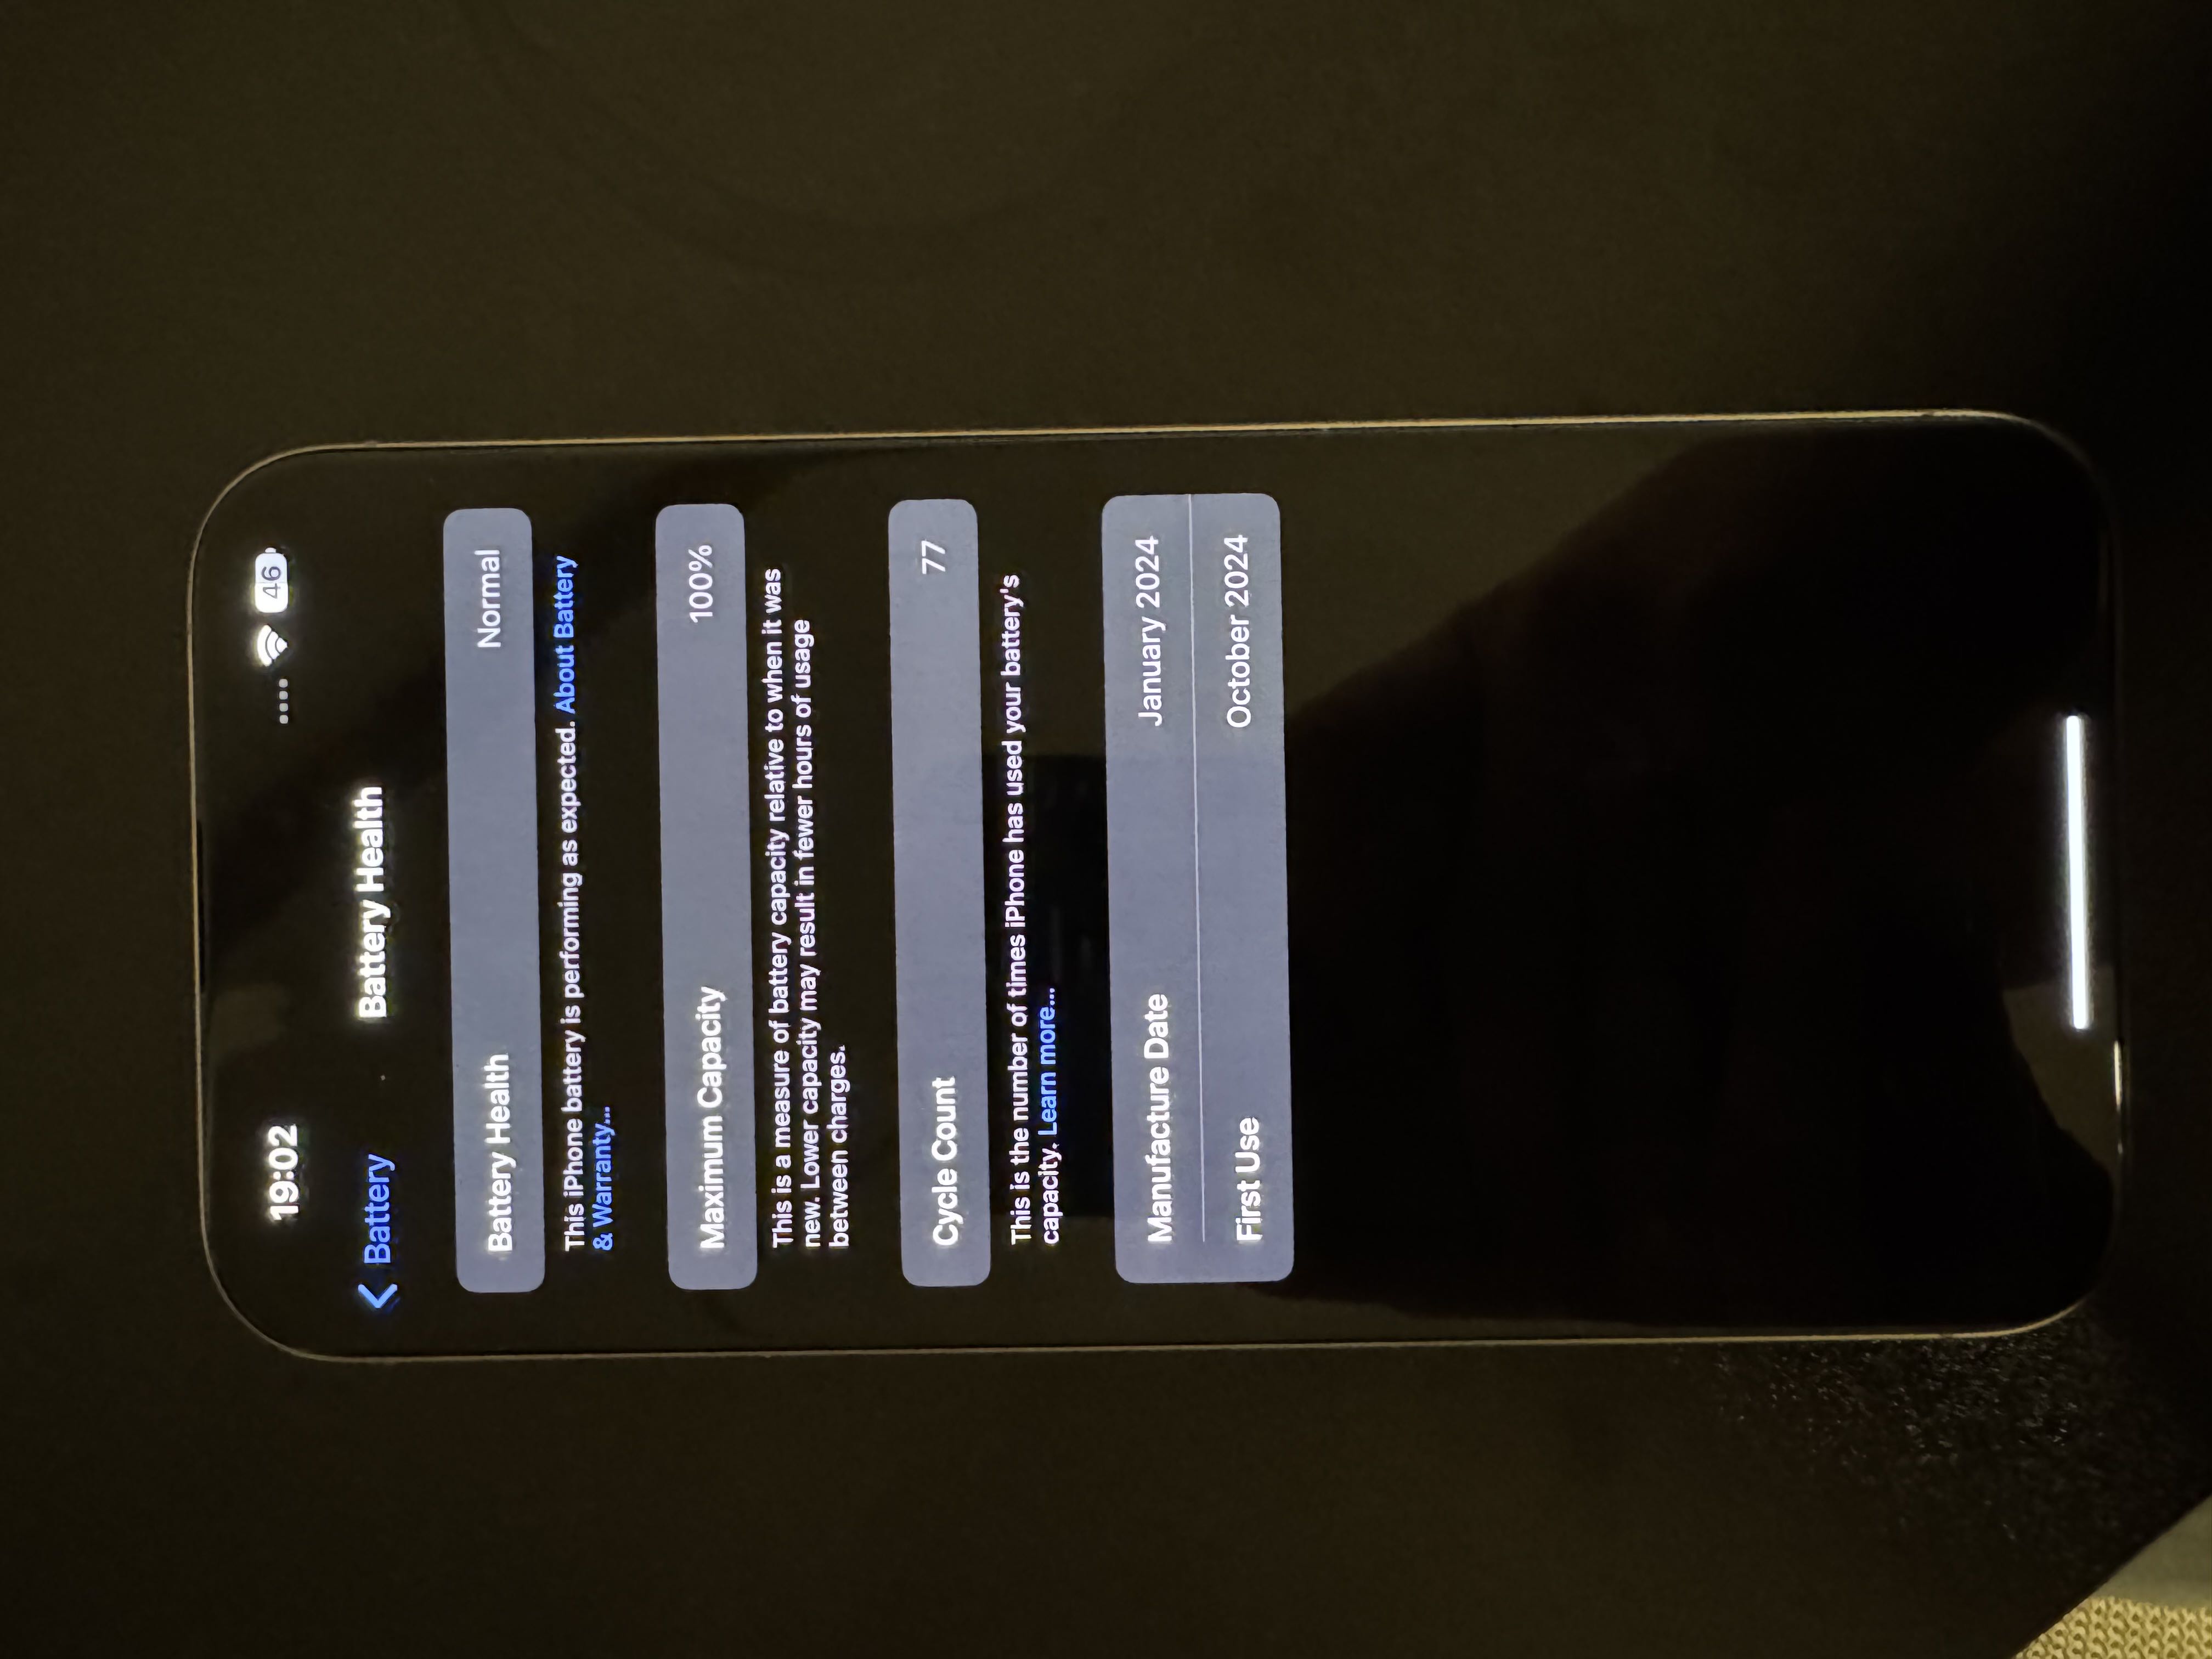 19:02
46
Battery
Battery Health
Battery Health
Normal
This iPhone battery is performing as expected. About Battery
& Warranty...
Maximum Capacity
100%
This is a measure of battery capacity relative to when it was
new. Lower capacity may result in fewer hours of usage
between charges.
Cycle Count
77
This is the number of times iPhone has used your battery's
capacity. Learn more...
Manufacture Date
January 2024
First Use
October 2024